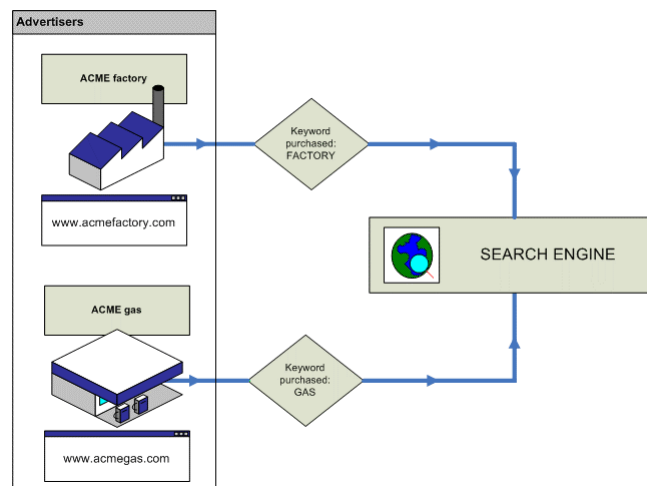 Advertisers
ACME factory
Keyword
purchased:
FACTORY
www.acmefactory.com
SEARCH ENGINE
ACME gas
Keyword
purchased:
GAS
www.acmegas.com